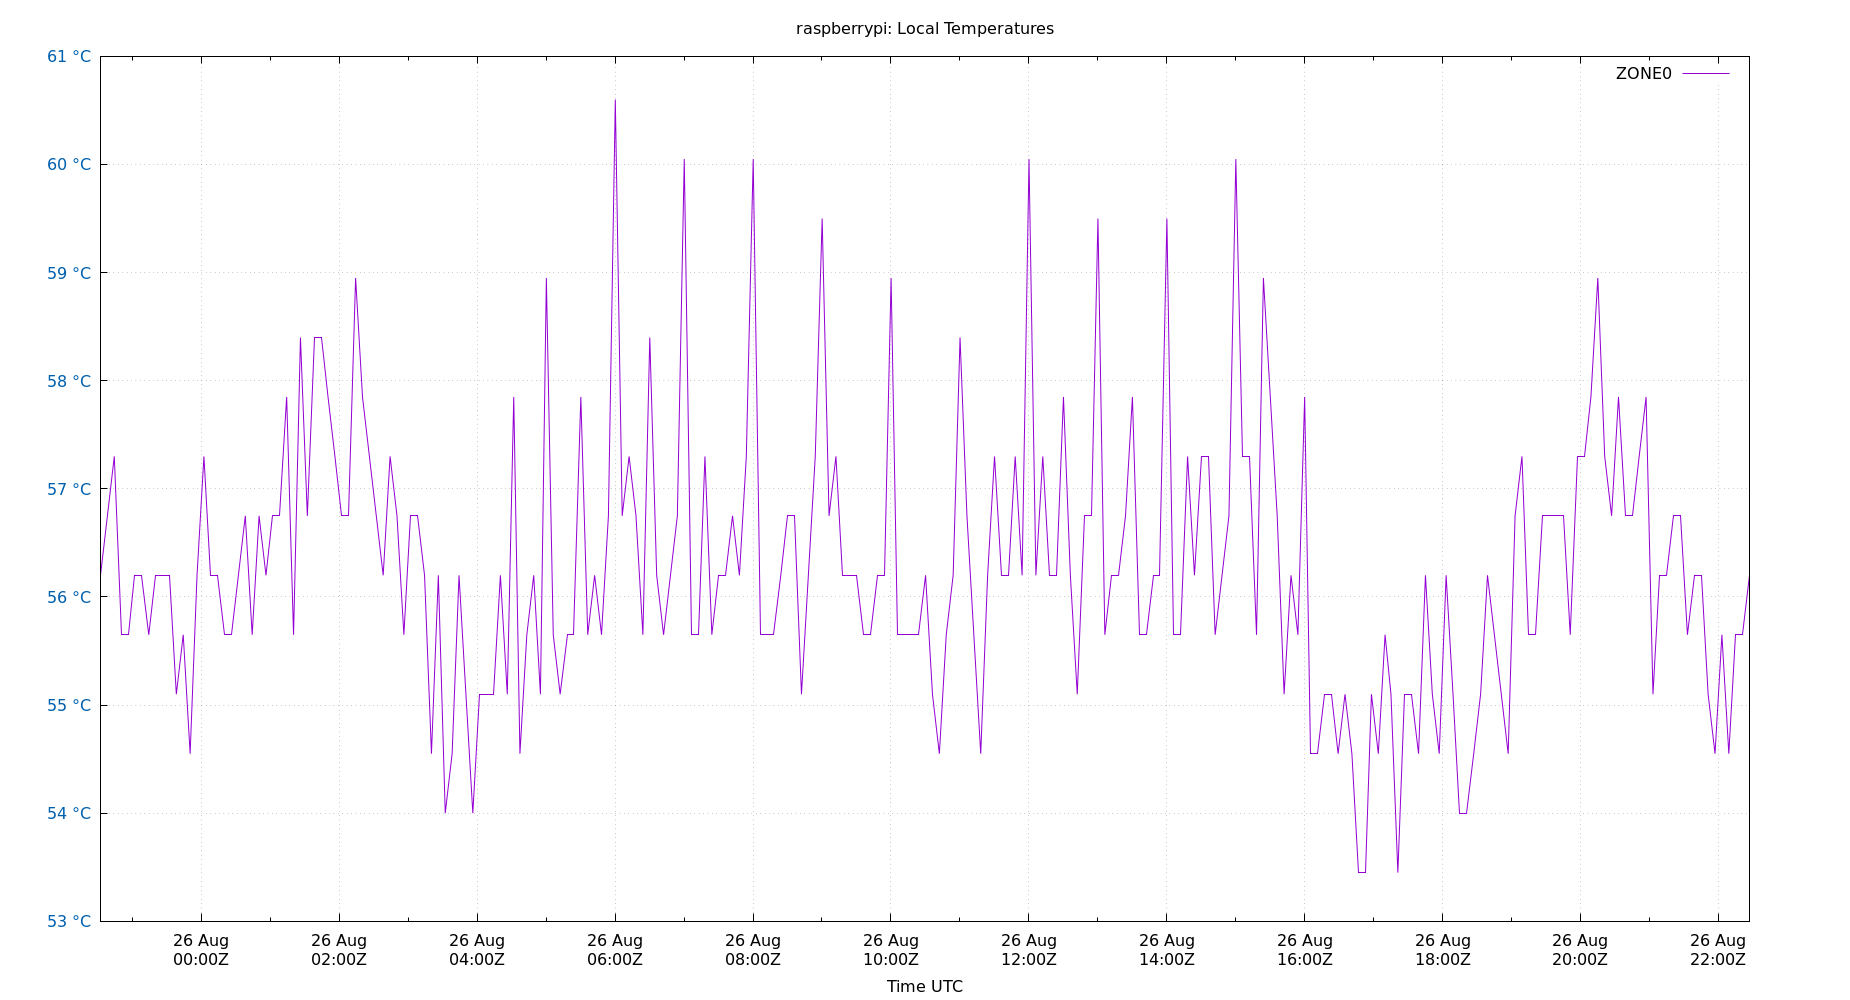 raspberrypi: Local Temperatures
61 °C
ZONE0
60 °C
59 °C
58 °C
57 °C
56 °C
55 °C
54 °C
53 °C
26 Aug 26 Aug 26 Aug 26 Aug 26 Aug 26 Aug 26 Aug 26 Aug 26 Aug 26 Aug 26 Aug 26 Aug
00:00Z 02:00Z 04:00Z 06:00Z 08:00Z 10:00Z 12:00Z 14:00Z 16:00Z 18:00Z 20:00Z 22:00Z
Time UTC